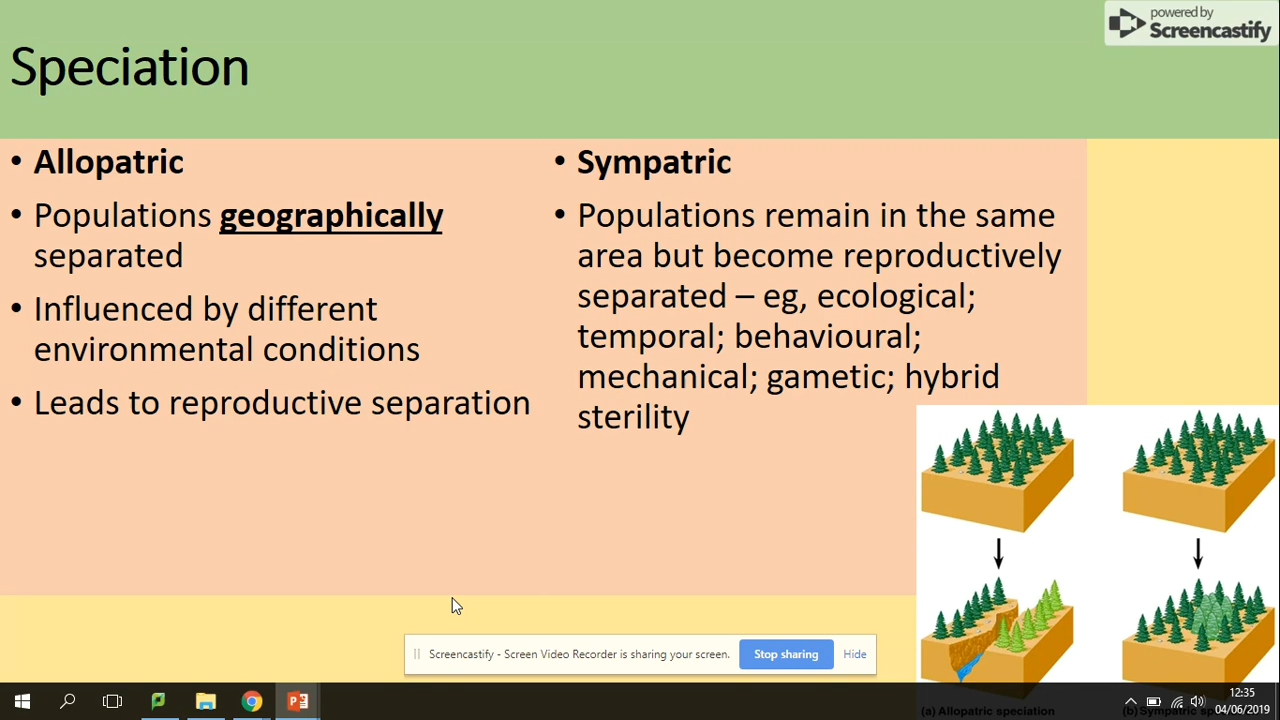 powered by
Screencastify
Speciation
• Allopatric
• Populations geographically
separated
• Influenced by different
environmental conditions
• Leads to reproductive separation
• Sympatric
• Populations remain in the same
area but become reproductively
separated – eg, ecological;
temporal; behavioural;
mechanical; gametic; hybrid
sterility
Screencastify - Screen Video Recorder is sharing your screen.
Stop sharing
Hide
(a) Allopatric speciation
(b) Sympatric
12:35
04/06/2019